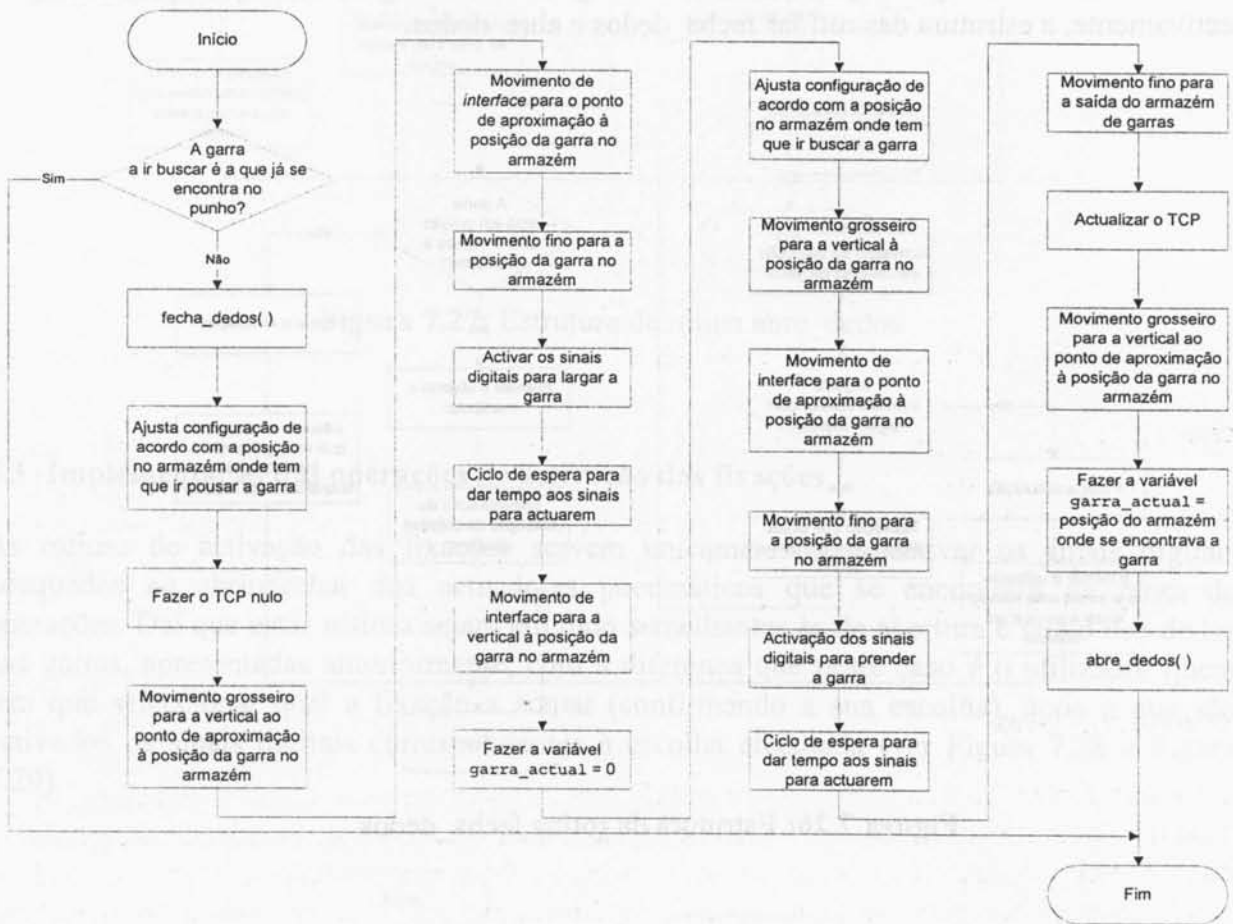 Início
A garra
a ir buscar é a que já se
encontra no
punho?
Sim
Não
fecha_dedos( )
Ajusta configuração de
acordo com a posição
no armazém onde tem
que ir pousar a garra
Fazer o TCP nulo
Movimento grosseiro
para a vertical ao
ponto de aproximação
à posição da garra no
armazém
Movimento de
interface para o ponto
de aproximação à
posição da garra no
armazém
Movimento fino para a
posição da garra no
armazém
Activar os sinais
digitais para largar a
garra
Ciclo de espera para
dar tempo aos sinais
para actuarem
Movimento de
interface para a
vertical à posição da
garra no armazém
Fazer a variável
garra_actual = 0
Ajusta configuração de
acordo com a posição
no armazém onde tem
que ir buscar a garra
Movimento grosseiro
para a vertical à
posição da garra no
armazém
Movimento de
interface para o ponto
de aproximação à
posição da garra no
armazém
Movimento fino para
a posição da garra
no armazém
Activação dos sinais
digitais para prender
a garra
Ciclo de espera para
dar tempo aos sinais
para actuarem
Movimento fino para
a saída do armazém
de garras
Actualizar o TCP
Movimento grosseiro
para a vertical ao
ponto de aproximação
à posição da garra no
armazém
Fazer a variável
garra_actual =
posição do armazém
onde se encontrava a
garra
abre_dedos( )
Fim